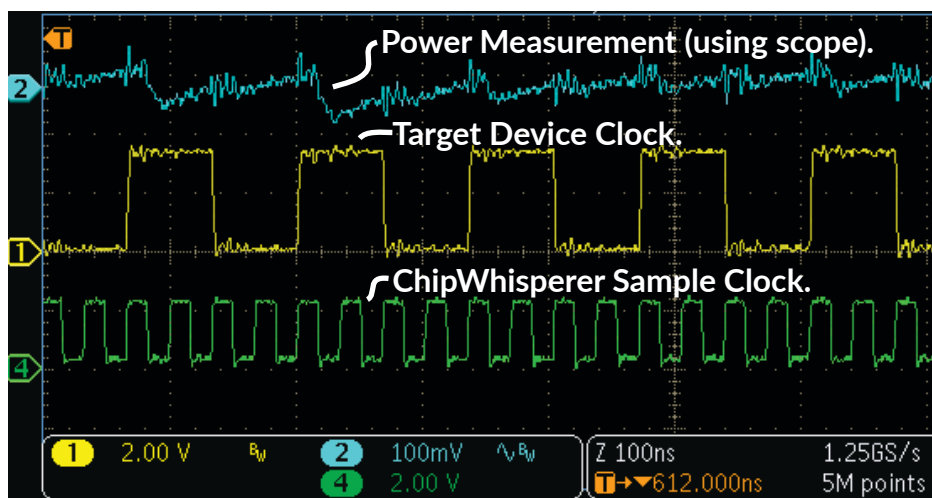 T
Power Measurement (using scope).
2
Target Device Clock.
1
ChipWhisperer Sample Clock.
4
1 2.00 V BW 2 100mV BW Z 100ns 1.25GS/s
4 2.00 V T→▼612.000ns 5M points